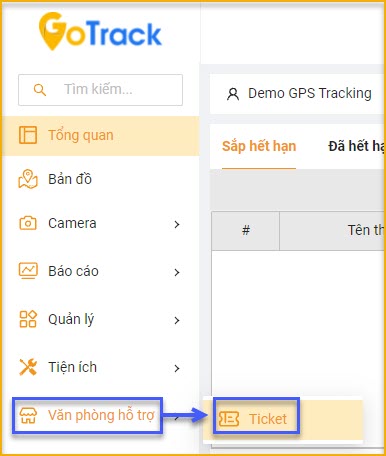 GoTrack
Tìm kiếm...
Demo GPS Tracking
Tổng quan
Sắp hết hạn
Đã hết hạ
Bản đồ
Camera
#
Tên th
Báo cáo
Quản lý
Tiện ích
Văn phòng hỗ trợ
Ticket